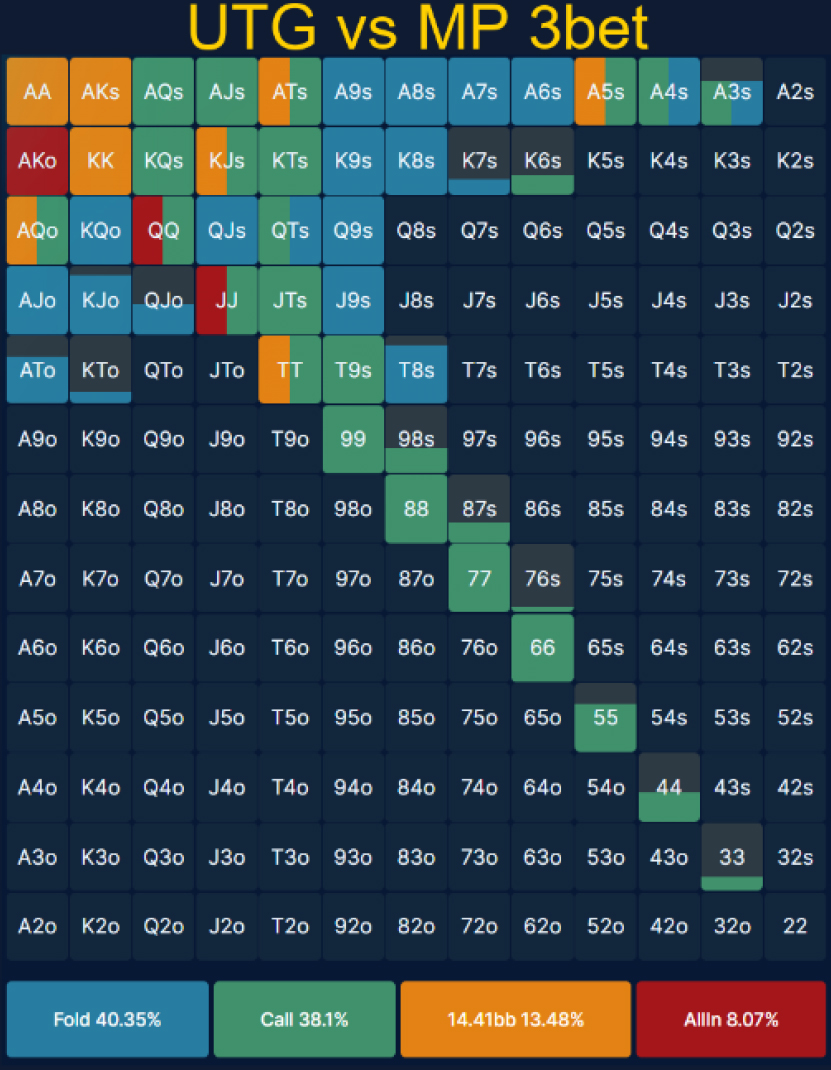 UTG vs MP 3bet
AA AKs AQs AJs ATs A9s A8s A7s A6s A5s A4s A3s A2s
AKo KK KQs KJs KTs K9s K8s K7s K6s K5s K4s K3s K2s
AQo KQo QQ QJs QTs Q9s Q8s Q7s Q6s Q5s Q4s Q3s Q2s
AJo KJo QJo JJ JTs J9s J8s J7s J6s J5s J4s J3s J2s
ATo KTo QTo JTo TT T9s T8s T7s T6s T5s T4s T3s T2s
A9o K9o Q9o J9o T9o 99 98s 97s 96s 95s 94s 93s 92s
A8o K8o Q8o J8o T8o 98o 88 87s 86s 85s 84s 83s 82s
A7o K7o Q7o J7o T7o 97o 87o 77 76s 75s 74s 73s 72s
A6o K6o Q6o J6o T6o 96o 86o 76o 66 65s 64s 63s 62s
A5o K5o Q5o J5o T5o 95o 85o 75o 65o 55 54s 53s 52s
A4o K4o Q4o J4o T4o 94o 84o 74o 64o 54o 44 43s 42s
A3o K3o Q3o J3o T3o 93o 83o 73o 63o 53o 43o 33 32s
A2o K2o Q2o J2o T2o 92o 82o 72o 62o 52o 42o 32o 22
Fold 40.35% Call 38.1% 14.41bb 13.48% AllIn 8.07%